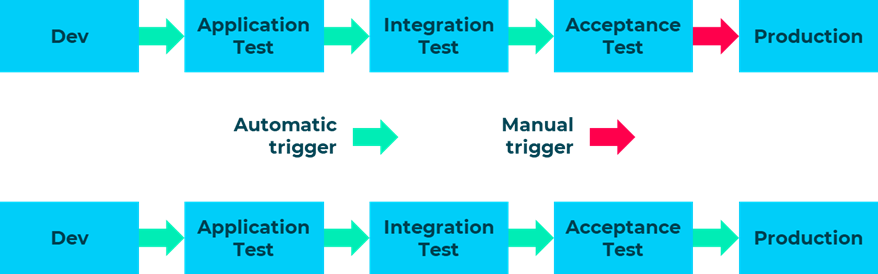 Dev
Application
Test
Integration
Test
Acceptance
Test
Production
Automatic
trigger
Manual
trigger
Dev
Application
Test
Integration
Test
Acceptance
Test
Production